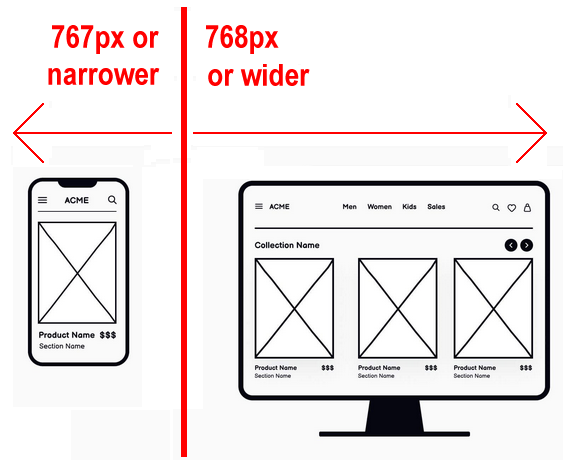 767px or
narrower
768px
or wider
ACME
Product Name $$$
Section Name
ACME Men Women Kids Sales
Collection Name
Product Name $$$ Product Name $$$ Product Name $$$
Section Name Section Name Section Name